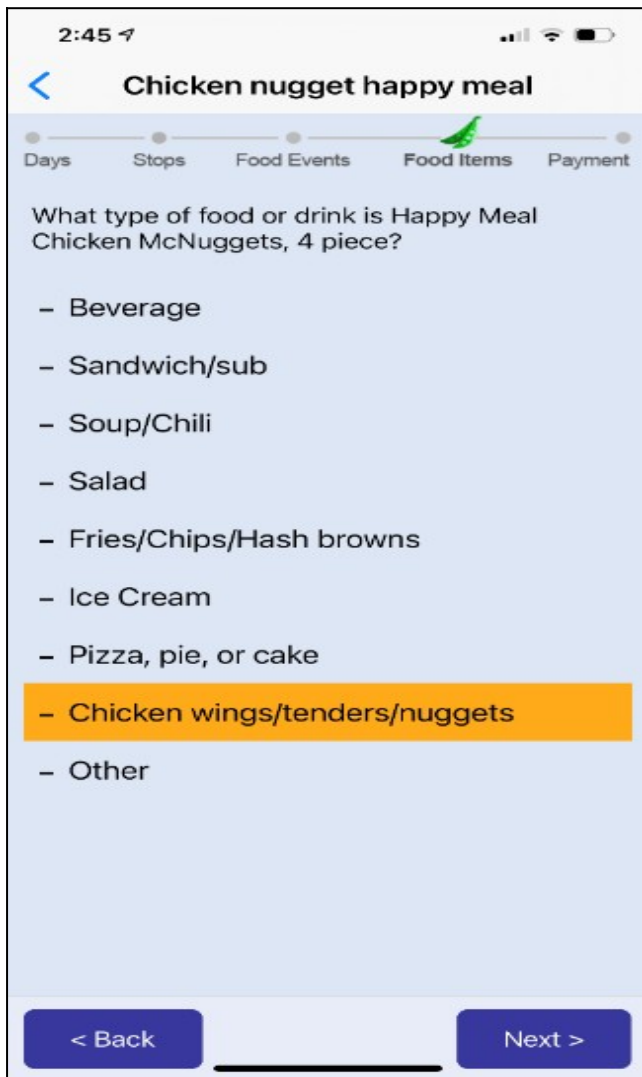 2:45
Chicken nugget happy meal
Days Stops Food Events Food Items Payment
What type of food or drink is Happy Meal
Chicken McNuggets, 4 piece?
– Beverage
– Sandwich/sub
– Soup/Chili
– Salad
– Fries/Chips/Hash browns
– Ice Cream
– Pizza, pie, or cake
– Chicken wings/tenders/nuggets
– Other
< Back Next >